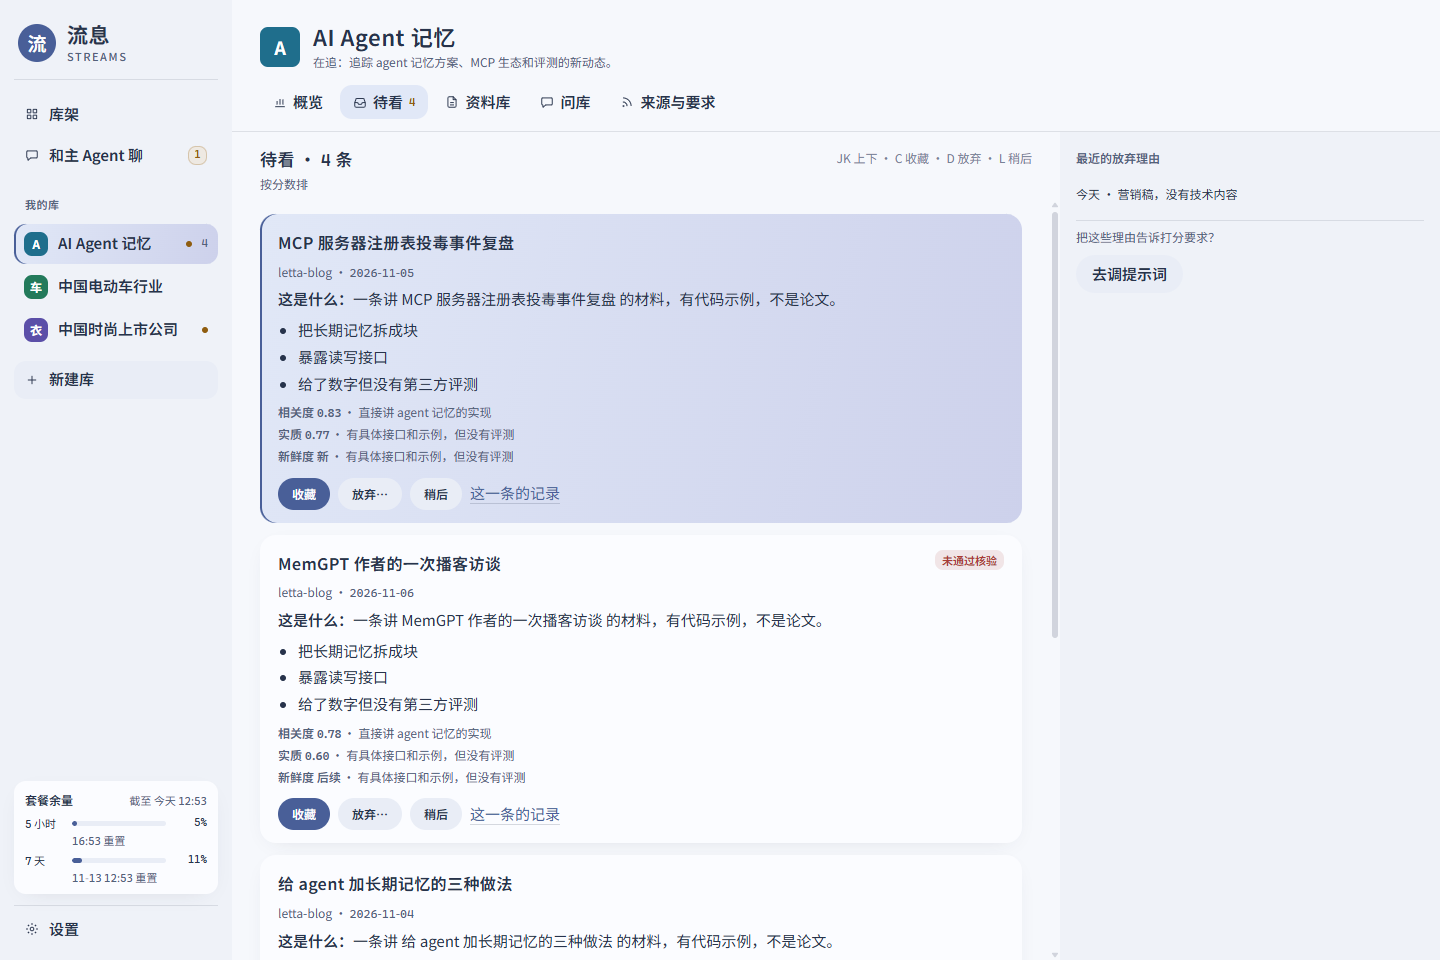 流
流息
STREAMS
库架
和主 Agent 聊
1
我的库
A
AI Agent 记忆
4
车
中国电动车行业
衣
中国时尚上市公司
新建库
套餐余量
截至 今天 12:53
5 小时
5%
16:53 重置
7 天
11%
11-13 12:53 重置
设置
A
AI Agent 记忆
在追：追踪 agent 记忆方案、MCP 生态和评测的新动态。
概览
待看 4
资料库
问库
来源与要求
待看 · 4 条
JK 上下 · C 收藏 · D 放弃 · L 稍后
按分数排
MCP 服务器注册表投毒事件复盘
letta-blog · 2026-11-05
这是什么：一条讲 MCP 服务器注册表投毒事件复盘 的材料，有代码示例，不是论文。
把长期记忆拆成块
暴露读写接口
给了数字但没有第三方评测
相关度 0.83 · 直接讲 agent 记忆的实现
实质 0.77 · 有具体接口和示例，但没有评测
新鲜度 新 · 有具体接口和示例，但没有评测
收藏
放弃…
稍后
这一条的记录
MemGPT 作者的一次播客访谈
未通过核验
letta-blog · 2026-11-06
这是什么：一条讲 MemGPT 作者的一次播客访谈 的材料，有代码示例，不是论文。
把长期记忆拆成块
暴露读写接口
给了数字但没有第三方评测
相关度 0.78 · 直接讲 agent 记忆的实现
实质 0.60 · 有具体接口和示例，但没有评测
新鲜度 后续 · 有具体接口和示例，但没有评测
收藏
放弃…
稍后
这一条的记录
给 agent 加长期记忆的三种做法
letta-blog · 2026-11-04
这是什么：一条讲 给 agent 加长期记忆的三种做法 的材料，有代码示例，不是论文。
最近的放弃理由
今天 · 营销稿，没有技术内容
把这些理由告诉打分要求？
去调提示词